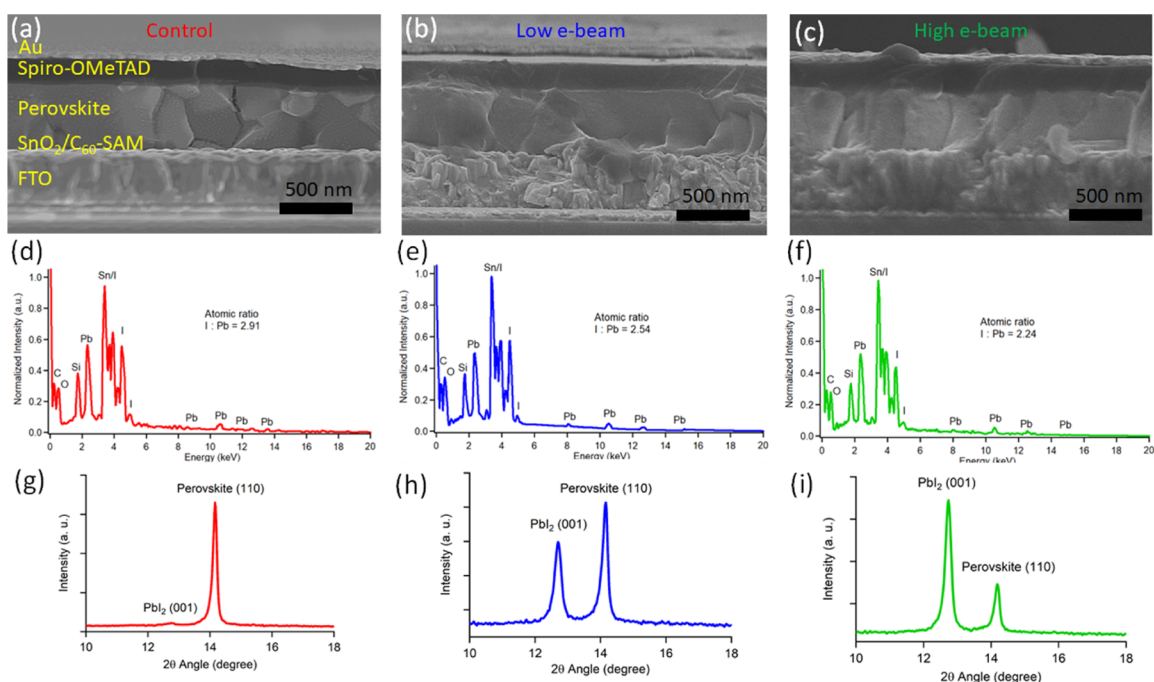 (a)
Control
Au
Spiro-OMeTAD
Perovskite
SnO₂/C₆₀-SAM
FTO
500 nm
(b)
Low e-beam
500 nm
(c)
High e-beam
500 nm
(d)
Normalized Intensity (a.u.)
1.0
0.8
0.6
0.4
0.2
0.0
Sn/I
Atomic ratio
I : Pb = 2.91
Pb
I
Si
C
O
I
Pb
Pb
Pb
Pb
0 2 4 6 8 10 12 14 16 18 20
Energy (keV)
(e)
Normalized Intensity (a.u.)
1.0
0.8
0.6
0.4
0.2
0.0
Sn/I
Atomic ratio
I : Pb = 2.54
Pb
I
C
Si
O
I
Pb
Pb
Pb
Pb
0 2 4 6 8 10 12 14 16 18 20
Energy (keV)
(f)
Normalized Intensity (a.u.)
1.0
0.8
0.6
0.4
0.2
0.0
Sn/I
Atomic ratio
I : Pb = 2.24
Pb
I
C
Si
O
I
Pb
Pb
Pb
Pb
0 2 4 6 8 10 12 14 16 18 20
Energy (keV)
(g)
Intensity (a. u.)
Perovskite (110)
PbI₂ (001)
10 12 14 16 18
2θ Angle (degree)
(h)
Intensity (a. u.)
Perovskite (110)
PbI₂ (001)
10 12 14 16 18
2θ Angle (degree)
(i)
Intensity (a. u.)
PbI₂ (001)
Perovskite (110)
10 12 14 16 18
2θ Angle (degree)